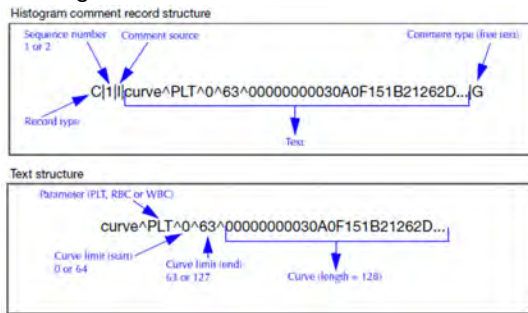 Histogram comment record structure
Sequence number
1 or 2
Comment source
Comment type (free text)
C|1|I|curve^PLT^0^63^00000000030A0F151B21262D...|G
Record type
Text
Text structure
Parameter (PLT, RBC or WBC)
curve^PLT^0^63^00000000030A0F151B21262D...
Curve limit (start)
0 or 64
Curve limit (end)
63 or 127
Curve (length = 128)